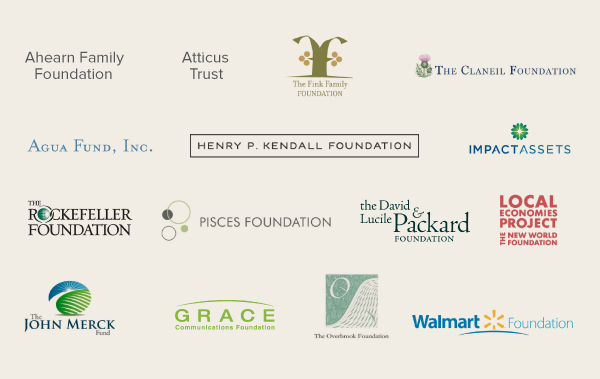 Ahearn Family
Foundation
Atticus
Trust
The Fink Family
FOUNDATION
THE CLANEIL FOUNDATION
AGUA FUND, INC.
HENRY P. KENDALL FOUNDATION
IMPACTASSETS
THE
ROCKEFELLER
FOUNDATION
PISCES FOUNDATION
the David
& Lucile Packard
FOUNDATION
LOCAL
ECONOMIES
PROJECT
THE NEW WORLD
FOUNDATION
The
JOHN MERCK
Fund
GRACE
Communications Foundation
O
The Overbrook Foundation
Walmart Foundation